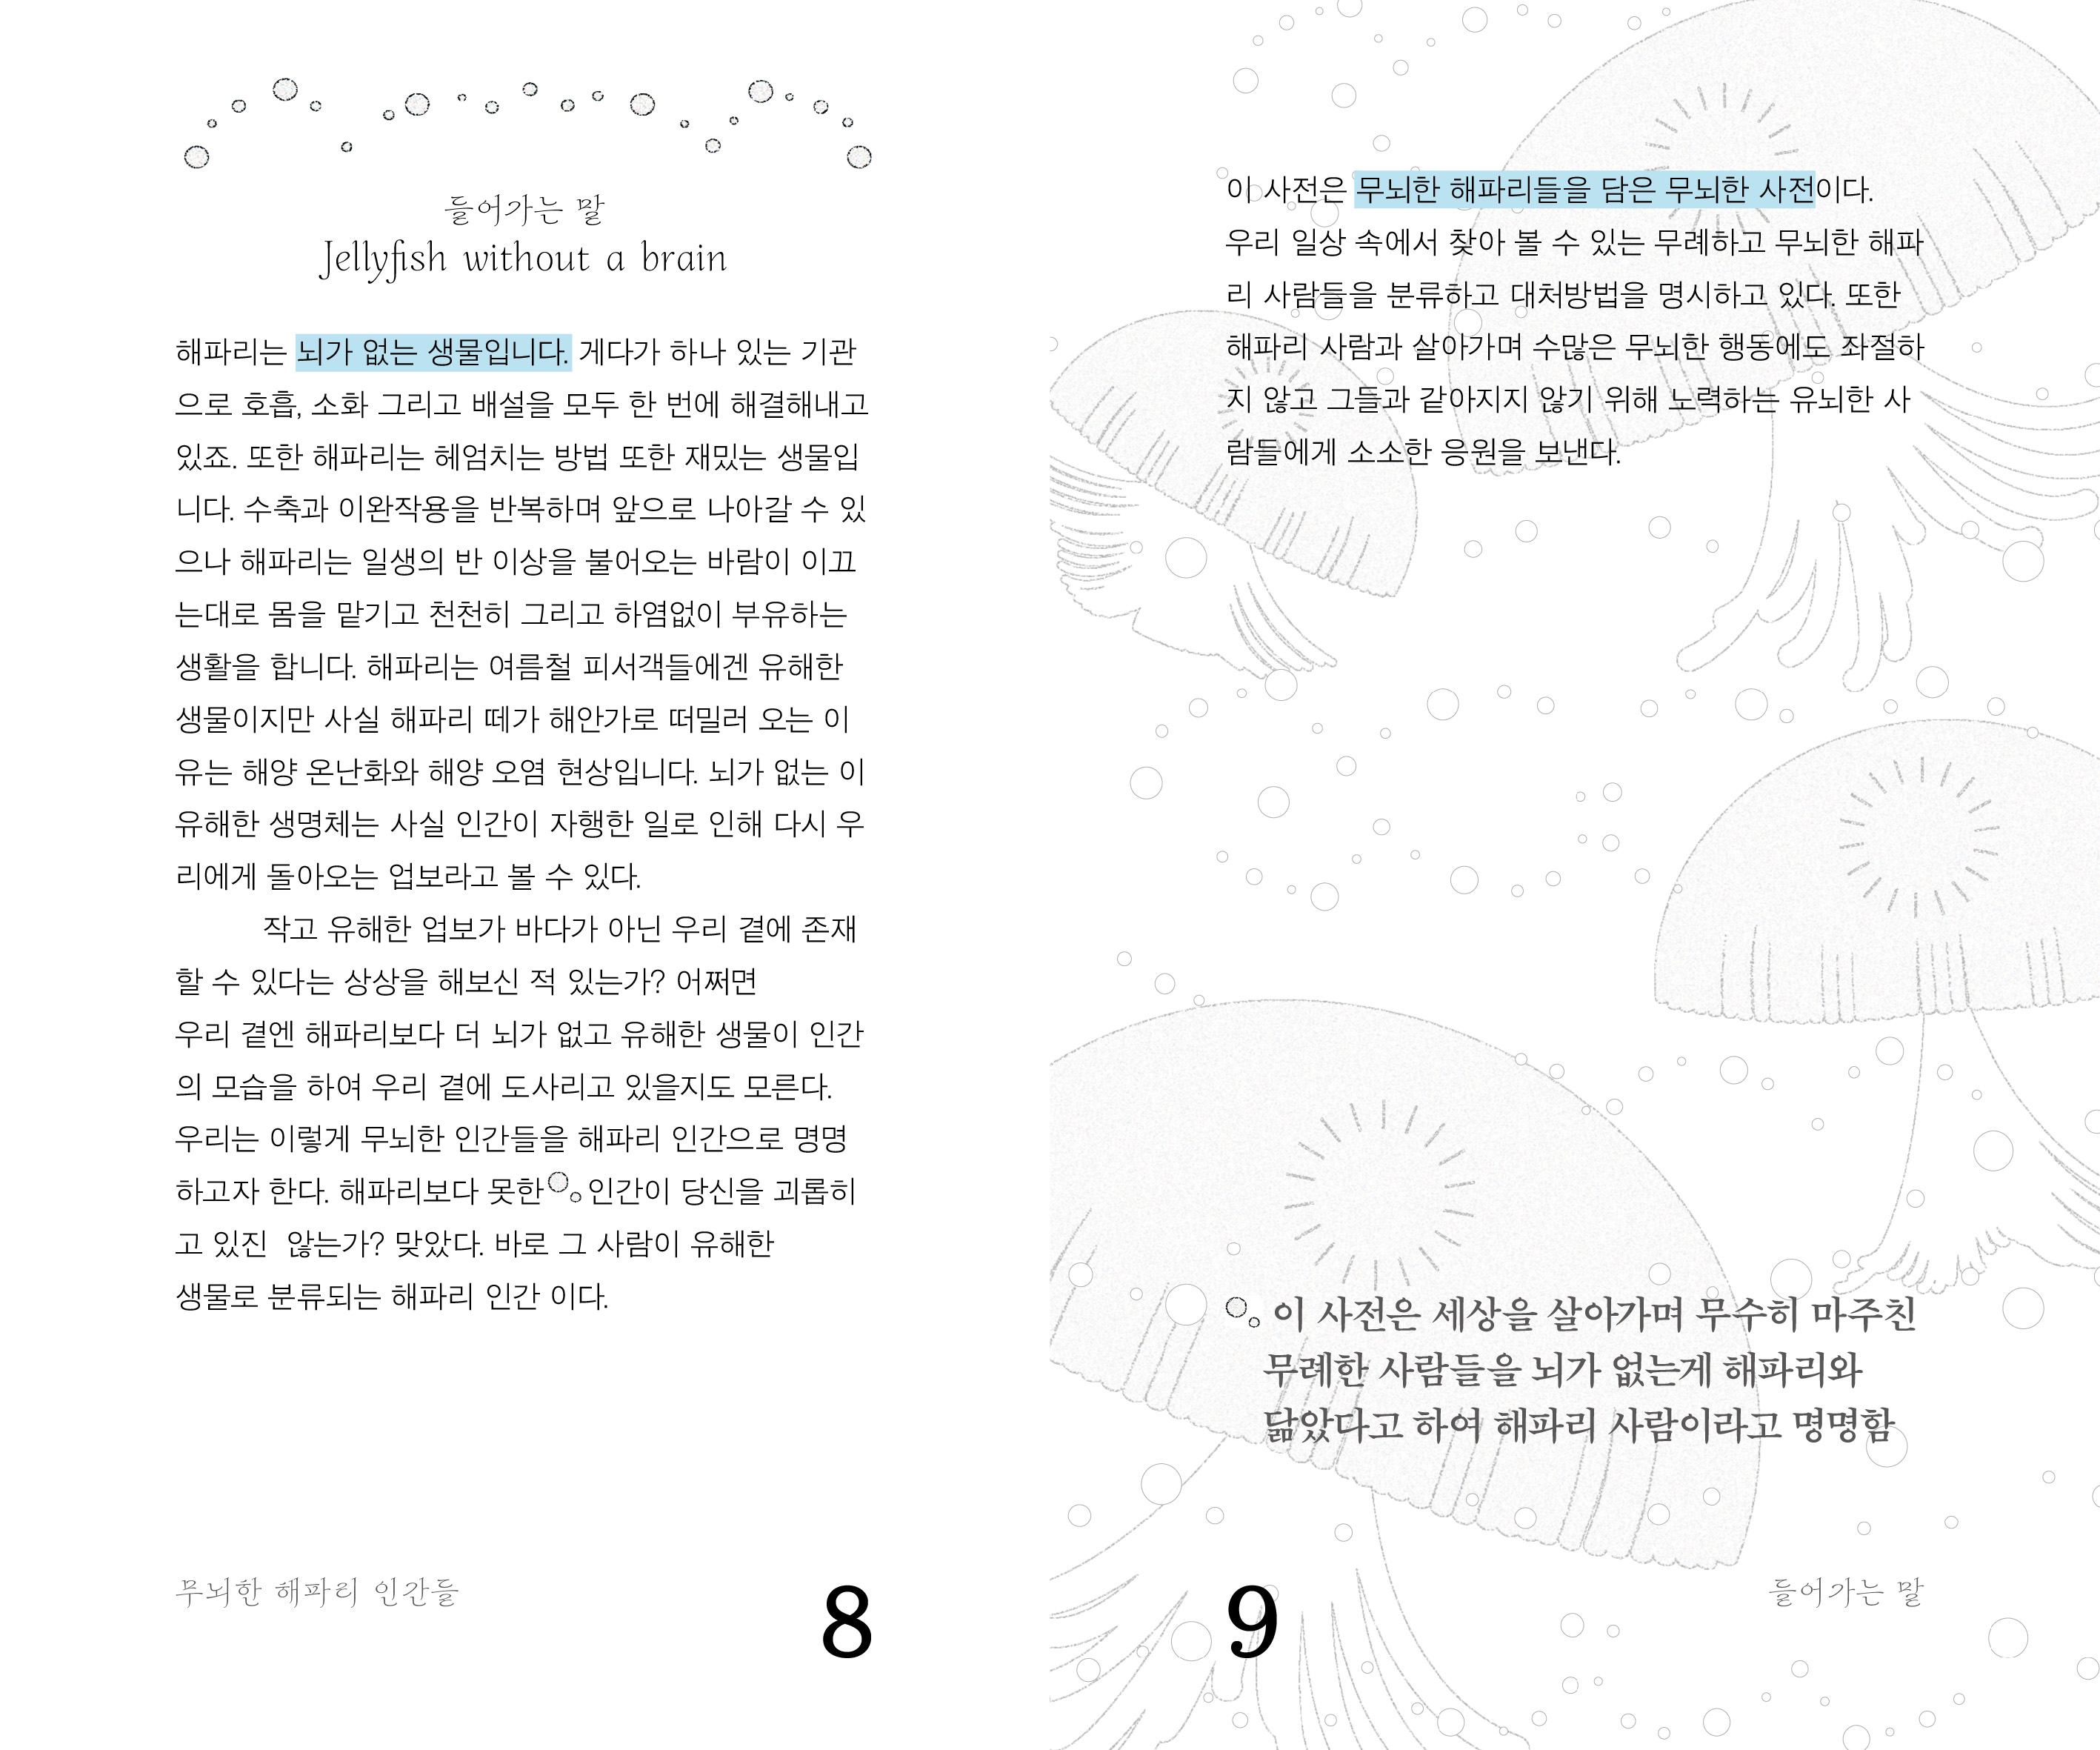 들어가는 말
Jellyfish without a brain
해파리는 뇌가 없는 생물입니다. 게다가 하나 있는 기관
으로 호흡, 소화 그리고 배설을 모두 한 번에 해결해내고
있죠. 또한 해파리는 헤엄치는 방법 또한 재밌는 생물입
니다. 수축과 이완작용을 반복하며 앞으로 나아갈 수 있
으나 해파리는 일생의 반 이상을 불어오는 바람이 이끄
는대로 몸을 맡기고 천천히 그리고 하염없이 부유하는
생활을 합니다. 해파리는 여름철 피서객들에겐 유해한
생물이지만 사실 해파리 떼가 해안가로 떠밀려 오는 이
유는 해양 온난화와 해양 오염 현상입니다. 뇌가 없는 이
유해한 생명체는 사실 인간이 자행한 일로 인해 다시 우
리에게 돌아오는 업보라고 볼 수 있다.
작고 유해한 업보가 바다가 아닌 우리 곁에 존재
할 수 있다는 상상을 해보신 적 있는가? 어쩌면
우리 곁엔 해파리보다 더 뇌가 없고 유해한 생물이 인간
의 모습을 하여 우리 곁에 도사리고 있을지도 모른다.
우리는 이렇게 무뇌한 인간들을 해파리 인간으로 명명
하고자 한다. 해파리보다 못한 인간이 당신을 괴롭히
고 있진  않는가? 맞았다. 바로 그 사람이 유해한
생물로 분류되는 해파리 인간 이다.
무뇌한 해파리 인간들
8
이 사전은 무뇌한 해파리들을 담은 무뇌한 사전이다.
우리 일상 속에서 찾아 볼 수 있는 무례하고 무뇌한 해파
리 사람들을 분류하고 대처방법을 명시하고 있다. 또한
해파리 사람과 살아가며 수많은 무뇌한 행동에도 좌절하
지 않고 그들과 같아지지 않기 위해 노력하는 유뇌한 사
람들에게 소소한 응원을 보낸다.
이 사전은 세상을 살아가며 무수히 마주친
무례한 사람들을 뇌가 없는게 해파리와
닮았다고 하여 해파리 사람이라고 명명함
9
들어가는 말